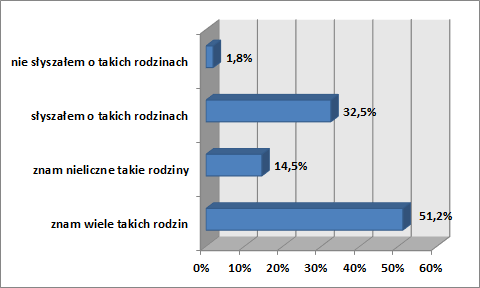 nie słyszałem o takich rodzinach
1,8%
słyszałem o takich rodzinach
32,5%
znam nieliczne takie rodziny
14,5%
znam wiele takich rodzin
51,2%
0% 10% 20% 30% 40% 50% 60%